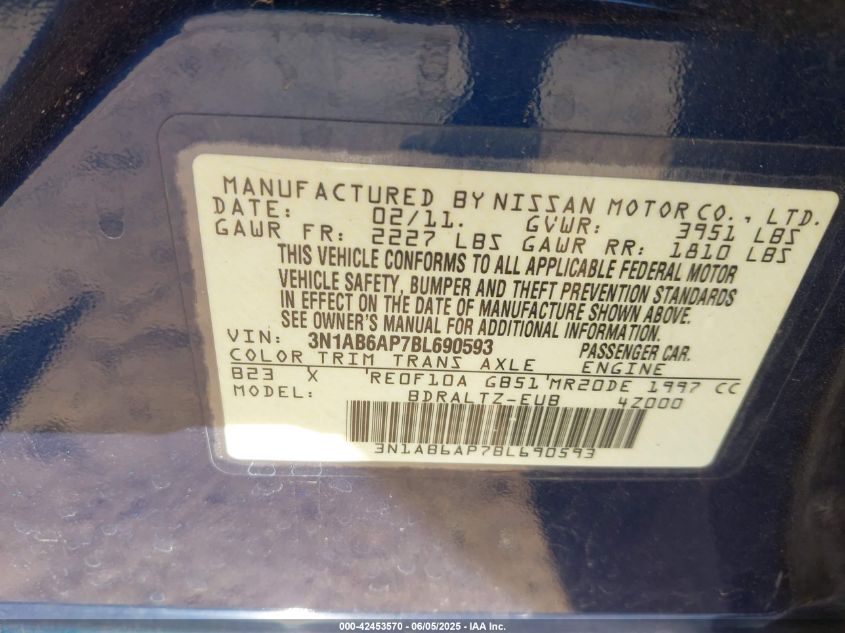 MANUFACTURED BY NISSAN MOTOR CO., LTD.
DATE: 02/11. GVWR: 3951 LBS
GAWR FR: 2227 LBS GAWR RR: 1810 LBS
THIS VEHICLE CONFORMS TO ALL APPLICABLE FEDERAL MOTOR
VEHICLE SAFETY, BUMPER AND THEFT PREVENTION STANDARDS
IN EFFECT ON THE DATE OF MANUFACTURE SHOWN ABOVE.
SEE OWNER'S MANUAL FOR ADDITIONAL INFORMATION.
VIN: 3N1AB6AP7BL690593 PASSENGER CAR.
COLOR TRIM TRANS AXLE ENGINE
B23 X 'RE0F10A GB51'MR20DE 1997 CC
MODEL: BDRALTZ-EUB 4Z000
3N1AB6AP7BL690593
000-42453570 - 06/05/2025 - IAA Inc.